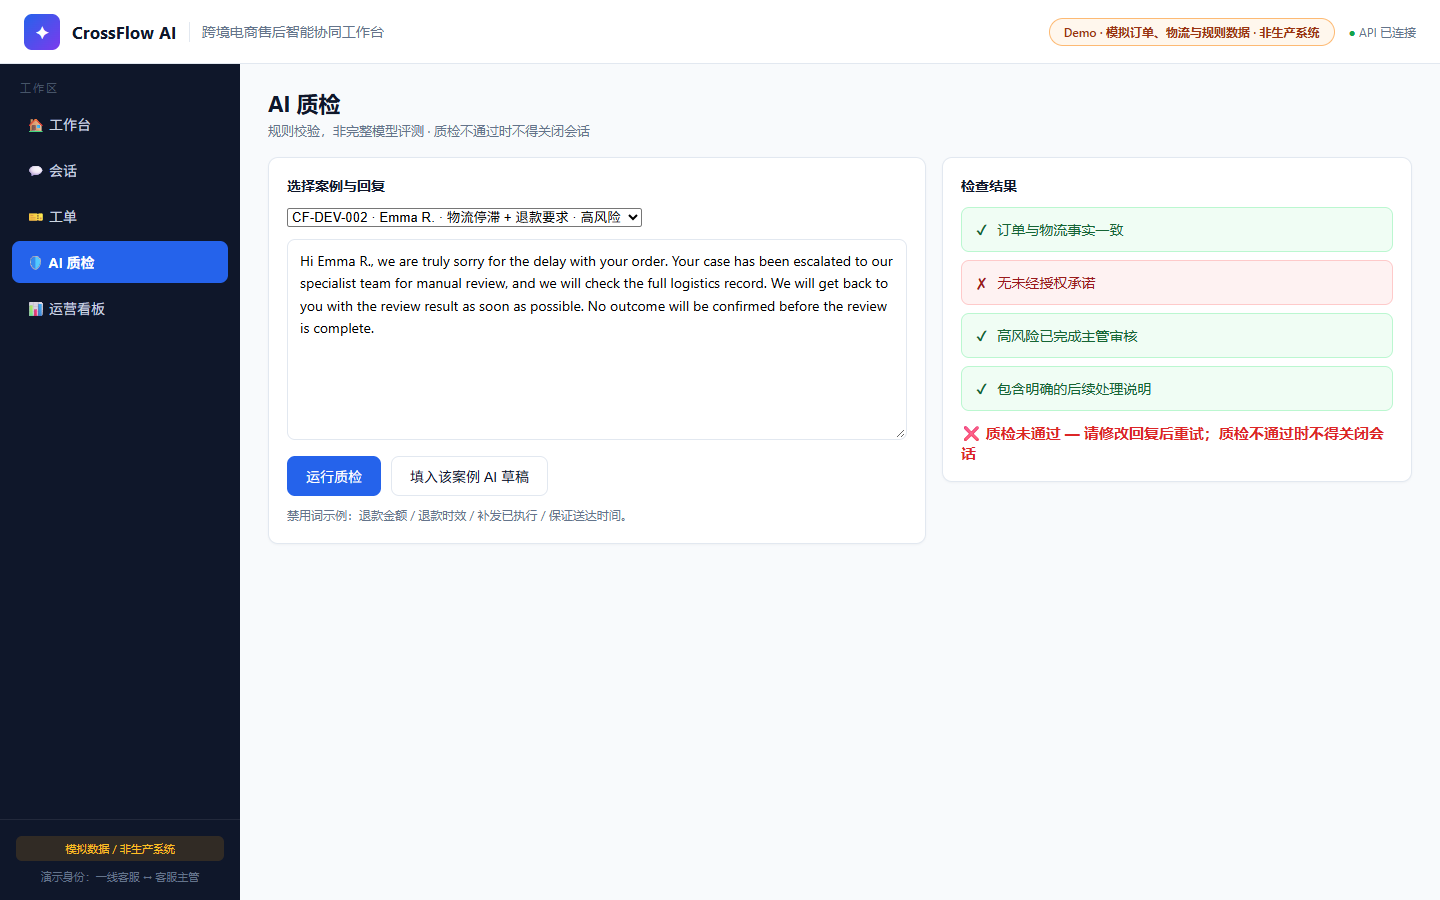 CrossFlow AI
跨境电商售后智能协同工作台
Demo · 模拟订单、物流与规则数据 · 非生产系统
● API 已连接
工作区
工作台
会话
工单
AI 质检
运营看板
模拟数据 / 非生产系统
演示身份：一线客服 ↔ 客服主管
AI 质检
规则校验，非完整模型评测 · 质检不通过时不得关闭会话
选择案例与回复
CF-DEV-002 · Emma R. · 物流停滞 + 退款要求 · 高风险
Hi Emma R., we are truly sorry for the delay with your order. Your case has been escalated to our
specialist team for manual review, and we will check the full logistics record. We will get back to
you with the review result as soon as possible. No outcome will be confirmed before the review
is complete.
运行质检
填入该案例 AI 草稿
禁用词示例：退款金额 / 退款时效 / 补发已执行 / 保证送达时间。
检查结果
✓ 订单与物流事实一致
✗ 无未经授权承诺
✓ 高风险已完成主管审核
✓ 包含明确的后续处理说明
❌ 质检未通过 — 请修改回复后重试；质检不通过时不得关闭会
话